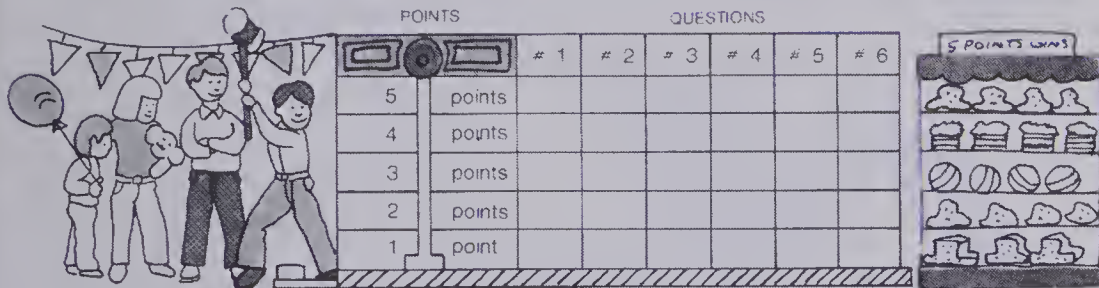 POINTS QUESTIONS
# 1 # 2 # 3 # 4 # 5 # 6
5 POINTS WINS
5 points
4 points
3 points
2 points
1 point